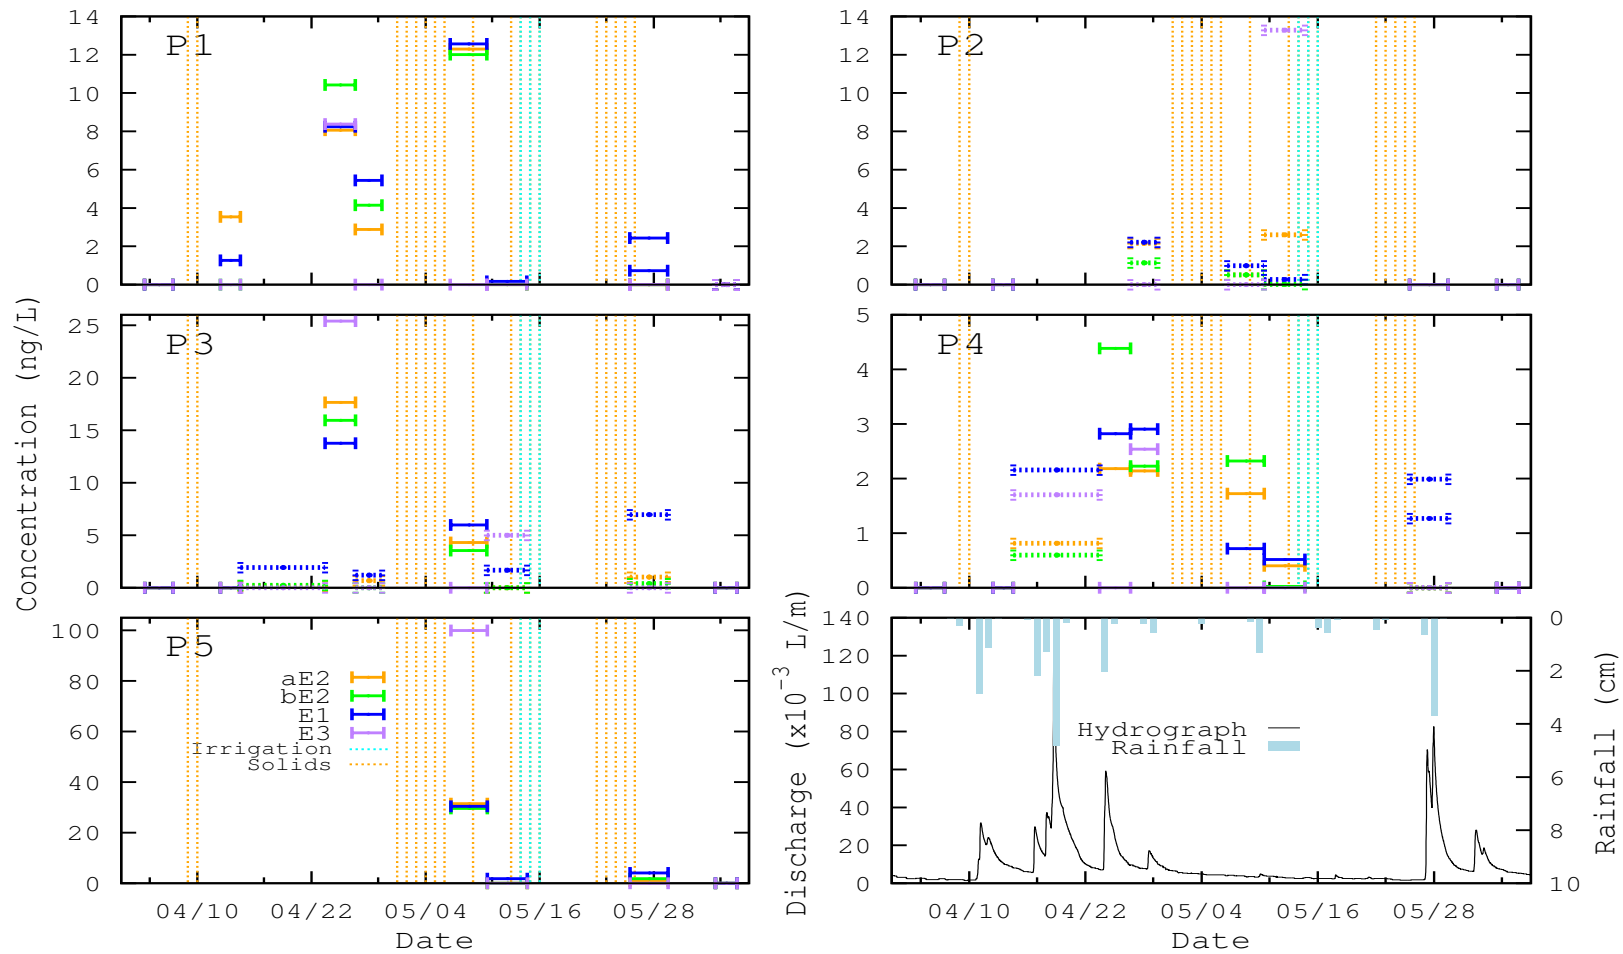 P1
14
12
10
8
6
4
2
0
P2
14
12
10
8
6
4
2
0
Concentration (ng/L)
P3
25
20
15
10
5
0
P4
5
4
3
2
1
0
P5
100
80
60
40
20
0
aE2
bE2
E1
E3
Irrigation
Solids
04/10 04/22 05/04 05/16 05/28
Date
Discharge (x10⁻³ L/m)
140
120
100
80
60
40
20
0
Hydrograph
Rainfall
0
2
4
6
8
10
Rainfall (cm)
04/10 04/22 05/04 05/16 05/28
Date